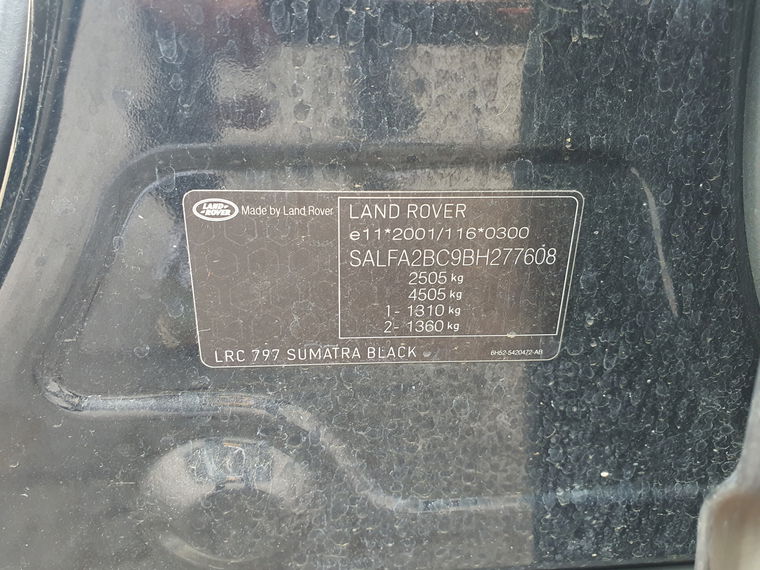 LAND-
-ROVER
Made by Land Rover
LAND ROVER
e11*2001/116*0300
SALFA2BC9BH277608
2505 kg
4505 kg
1- 1310 kg
2- 1360 kg
LRC 797 SUMATRA BLACK
6H52-5420472-AB